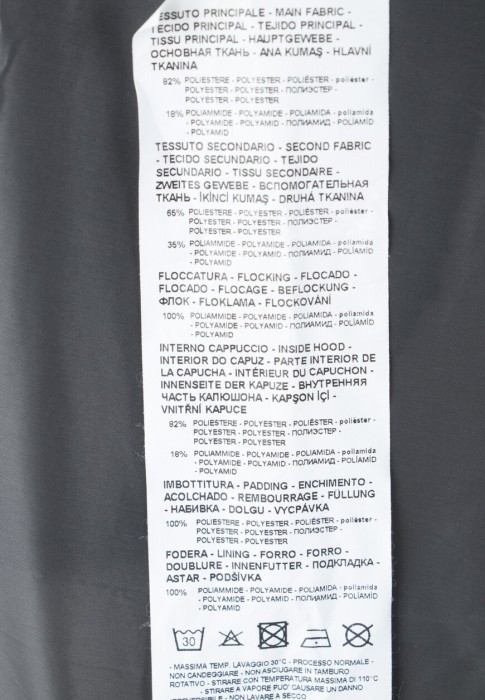 ESSUTO PRINCIPALE - MAIN FABRIC -
TECIDO PRINCIPAL - TEJIDO PRINCIPAL -
TISSU PRINCIPAL - HAUPTGEWEBE -
ОСНОВНАЯ ТКАНЬ - ANA KUMAŞ - HLAVNÍ
TKANINA
82% POLIESTERE - POLYESTER - POLIÉSTER - poliéster -
POLYESTER - POLYESTER - ПОЛИЭСТЕР -
POLYESTER - POLYESTER
18% POLIAMMIDE - POLYAMIDE - POLIAMIDA - poliamida
- POLYAMIDE - POLYAMID - ПОЛИАМИД - POLİAMİD
- POLYAMID
TESSUTO SECONDARIO - SECOND FABRIC
- TECIDO SECUNDARIO - TEJIDO
SECUNDARIO - TISSU SECONDAIRE -
ZWEITES GEWEBE - ВСПОМОГАТЕЛЬНАЯ
ТКАНЬ - İKİNCİ KUMAŞ - DRUHÁ TKANINA
65% POLIESTERE - POLYESTER - POLIÉSTER - poliéster -
POLYESTER - POLYESTER - ПОЛИЭСТЕР -
POLYESTER - POLYESTER
35% POLIAMMIDE - POLYAMIDE - POLIAMIDA - poliamida
- POLYAMIDE - POLYAMID - ПОЛИАМИД - POLİAMİD
- POLYAMID
FLOCCATURA - FLOCKING - FLOCADO -
FLOCADO - FLOCAGE - BEFLOCKUNG -
ФЛОК - FLOKLAMA - FLOCKOVÁNÍ
100% POLIAMMIDE - POLYAMIDE - POLIAMIDA - poliamida
- POLYAMIDE - POLYAMID - ПОЛИАМИД - POLİAMİD
- POLYAMID
INTERNO CAPPUCCIO - INSIDE HOOD -
INTERIOR DO CAPUZ - PARTE INTERIOR DE
LA CAPUCHA - INTÉRIEUR DU CAPUCHON -
INNENSEITE DER KAPUZE - ВНУТРЕННЯЯ
ЧАСТЬ КАПЮШОНА - KAPŞON İÇİ -
VNITŘNÍ KAPUCE
82% POLIESTERE - POLYESTER - POLIÉSTER - poliéster -
POLYESTER - POLYESTER - ПОЛИЭСТЕР -
POLYESTER - POLYESTER
18% POLIAMMIDE - POLYAMIDE - POLIAMIDA - poliamida
- POLYAMIDE - POLYAMID - ПОЛИАМИД - POLİAMİD
- POLYAMID
IMBOTTITURA - PADDING - ENCHIMENTO -
ACOLCHADO - REMBOURRAGE - FÜLLUNG
- НАБИВКА - DOLGU - VYCPÁVKA
100% POLIESTERE - POLYESTER - POLIÉSTER - poliéster -
POLYESTER - POLYESTER - ПОЛИЭСТЕР -
POLYESTER - POLYESTER
FODERA - LINING - FORRO - FORRO -
DOUBLURE - INNENFUTTER - ПОДКЛАДКА -
ASTAR - PODŠÍVKA
100% POLIAMMIDE - POLYAMIDE - POLIAMIDA - poliamida
- POLYAMIDE - POLYAMID - ПОЛИАМИД - POLİAMİD
- POLYAMID
30
- MASSIMA TEMP. LAVAGGIO 30°C - PROCESSO NORMALE -
NON CANDEGGIARE - NON ASCIUGARE IN TAMBURO
ROTATIVO - STIRARE CON TEMPERATURA MASSIMA DI 110°C
- STIRARE A VAPORE PUO' CAUSARE UN DANNO
- NON LAVARE A SECCO